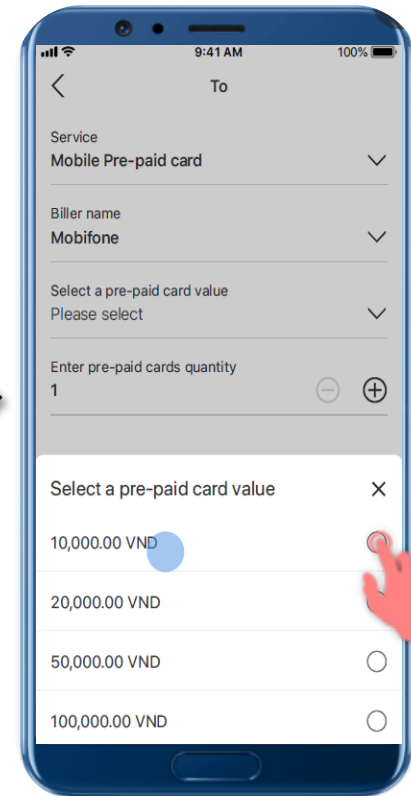 9:41 AM
100%
To
Service
Mobile Pre-paid card
Biller name
Mobifone
Select a pre-paid card value
Please select
Enter pre-paid cards quantity
1
Select a pre-paid card value
10,000.00 VND
20,000.00 VND
50,000.00 VND
100,000.00 VND